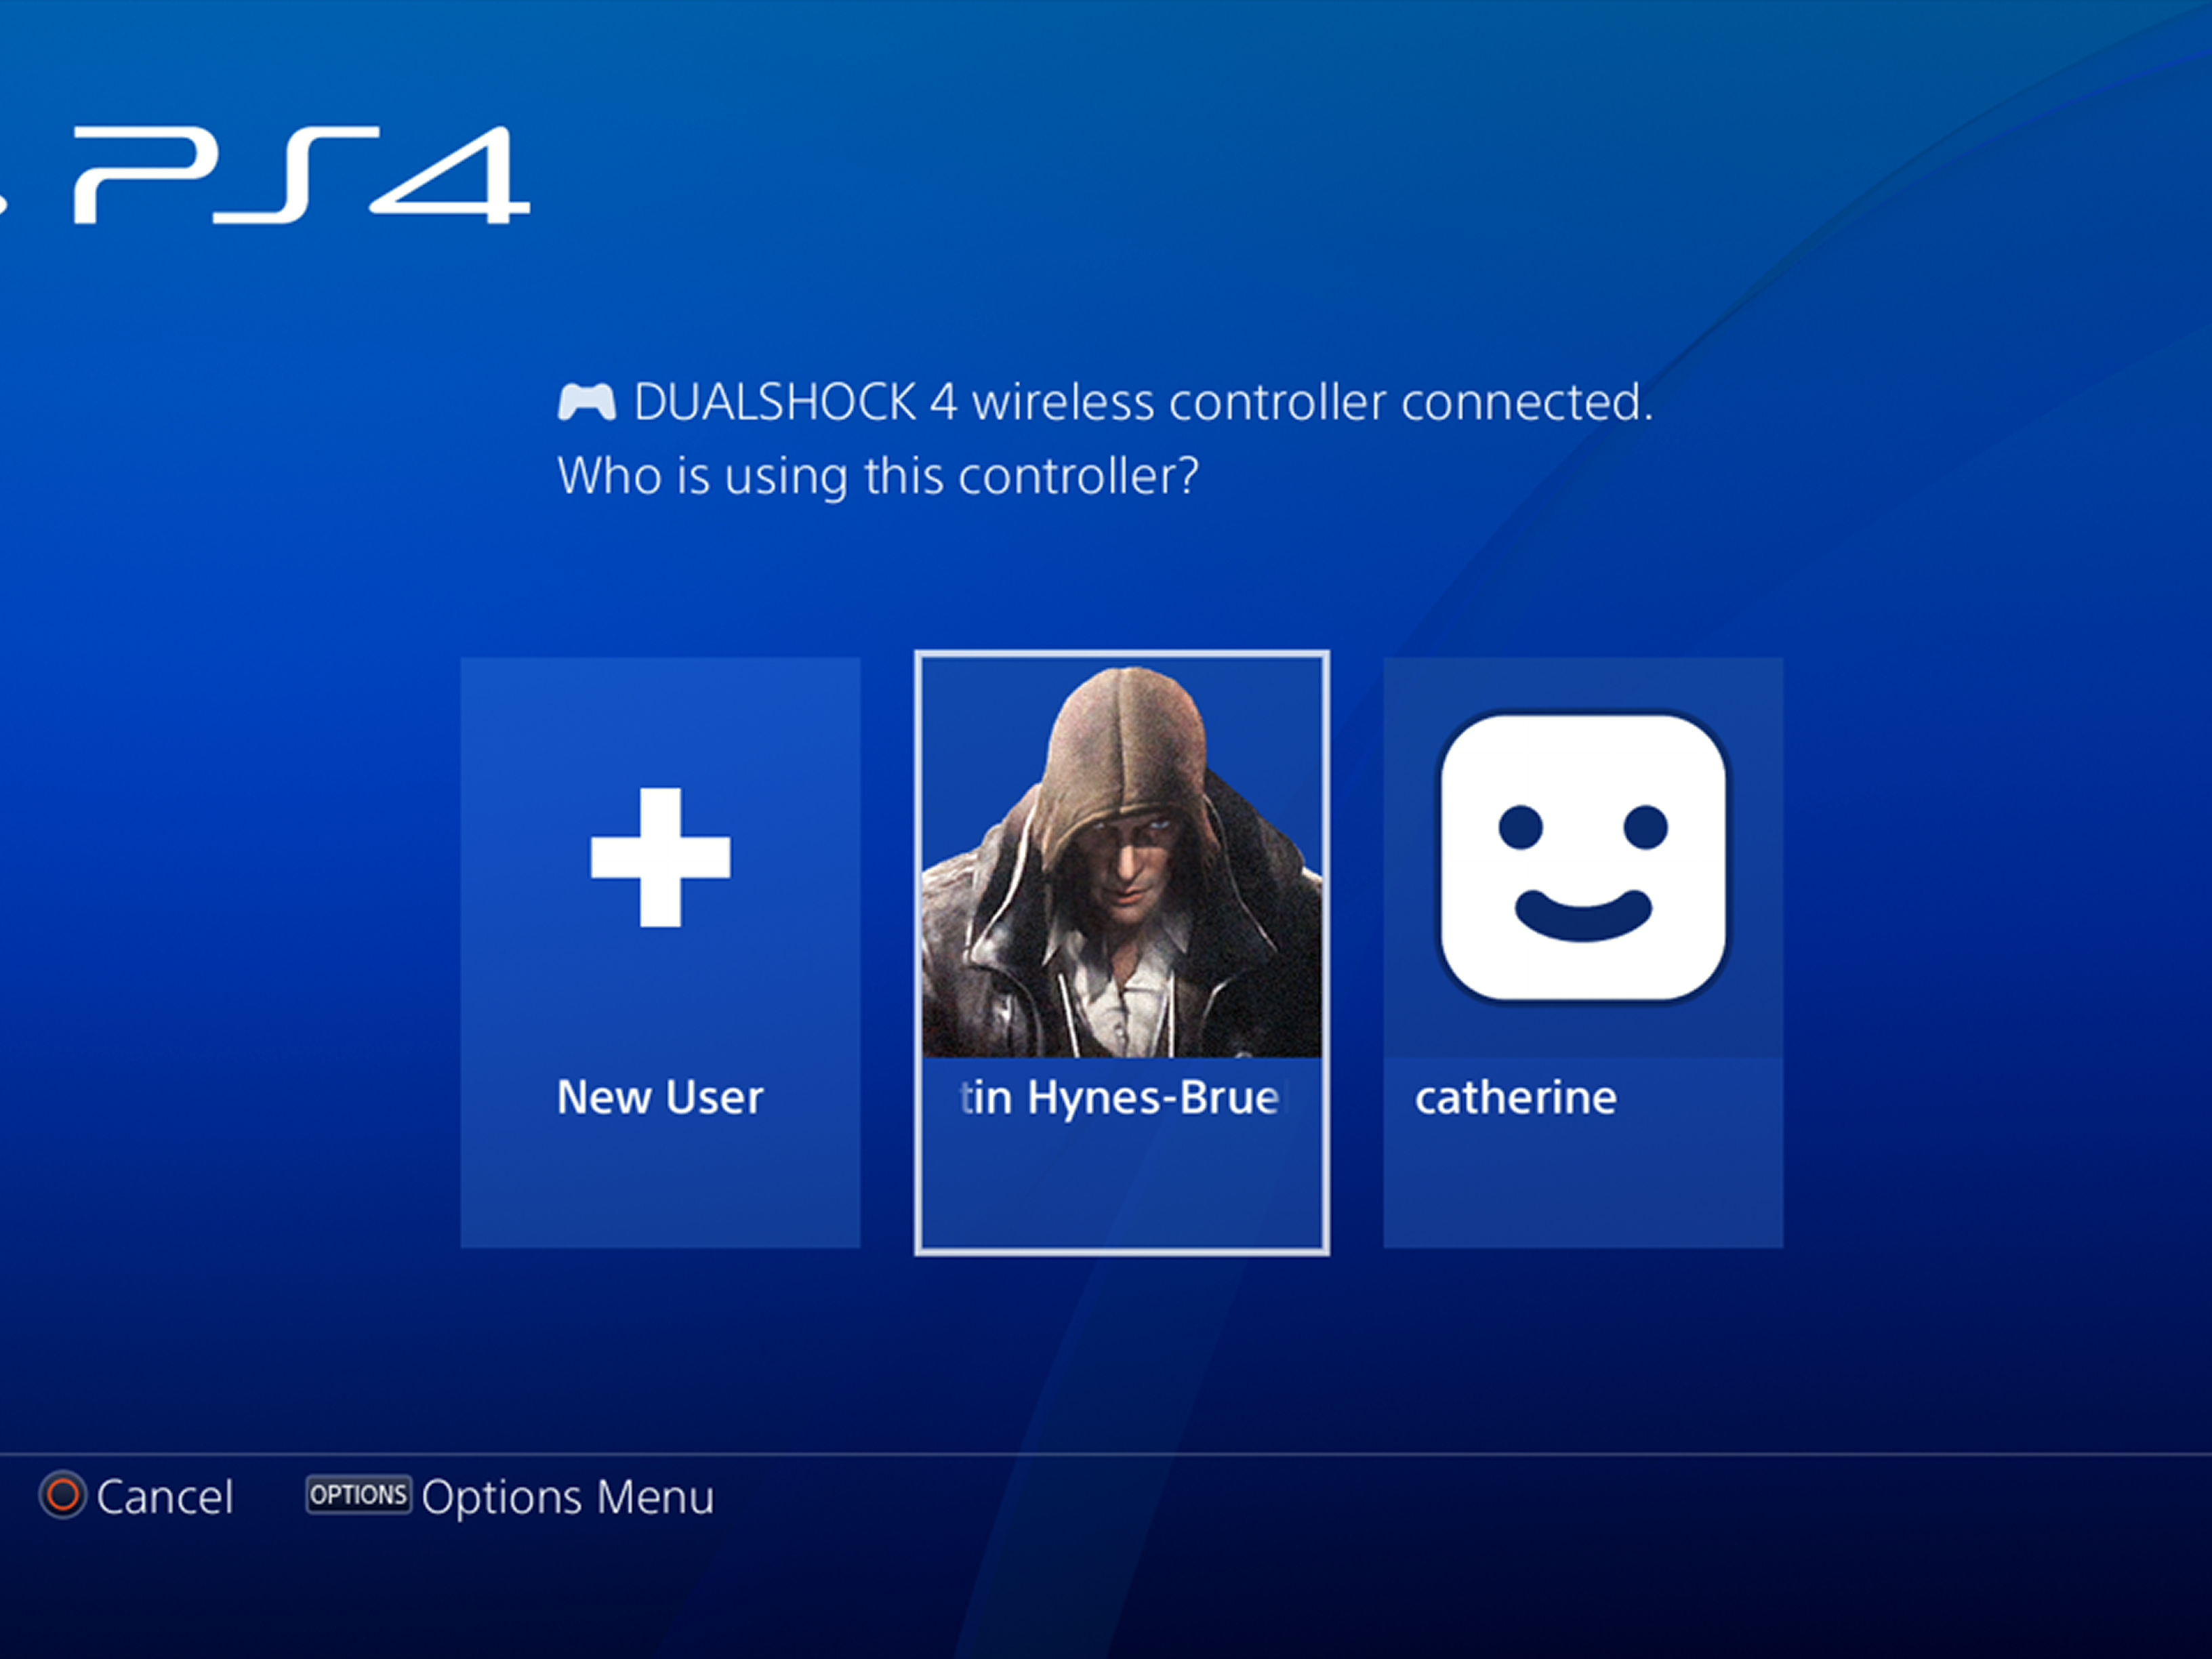 PS4
DUALSHOCK 4 wireless controller connected.
Who is using this controller?
New User
tin Hynes-Brue
catherine
Cancel
OPTIONS Options Menu